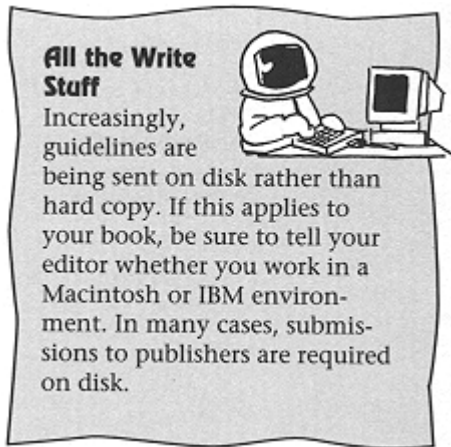 All the Write
Stuff
Increasingly,
guidelines are
being sent on disk rather than
hard copy. If this applies to
your book, be sure to tell your
editor whether you work in a
Macintosh or IBM environ-
ment. In many cases, submis-
sions to publishers are required
on disk.